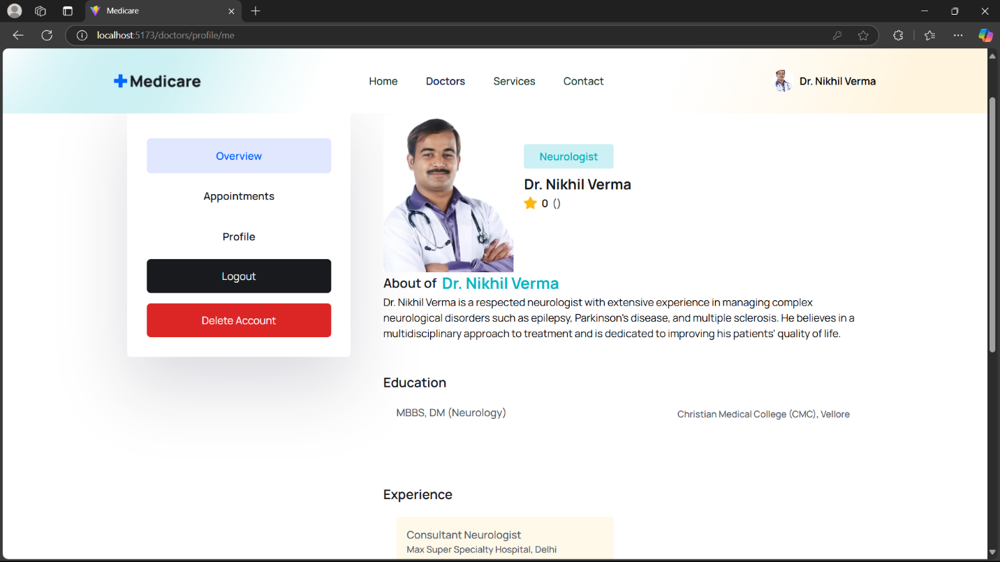 Medicare
localhost:5173/doctors/profile/me
Medicare
Home
Doctors
Services
Contact
Dr. Nikhil Verma
Overview
Appointments
Profile
Logout
Delete Account
Neurologist
Dr. Nikhil Verma
0 ()
About of Dr. Nikhil Verma
Dr. Nikhil Verma is a respected neurologist with extensive experience in managing complex
neurological disorders such as epilepsy, Parkinson's disease, and multiple sclerosis. He believes in a
multidisciplinary approach to treatment and is dedicated to improving his patients' quality of life.
Education
MBBS, DM (Neurology)
Christian Medical College (CMC), Vellore
Experience
Consultant Neurologist
Max Super Specialty Hospital, Delhi